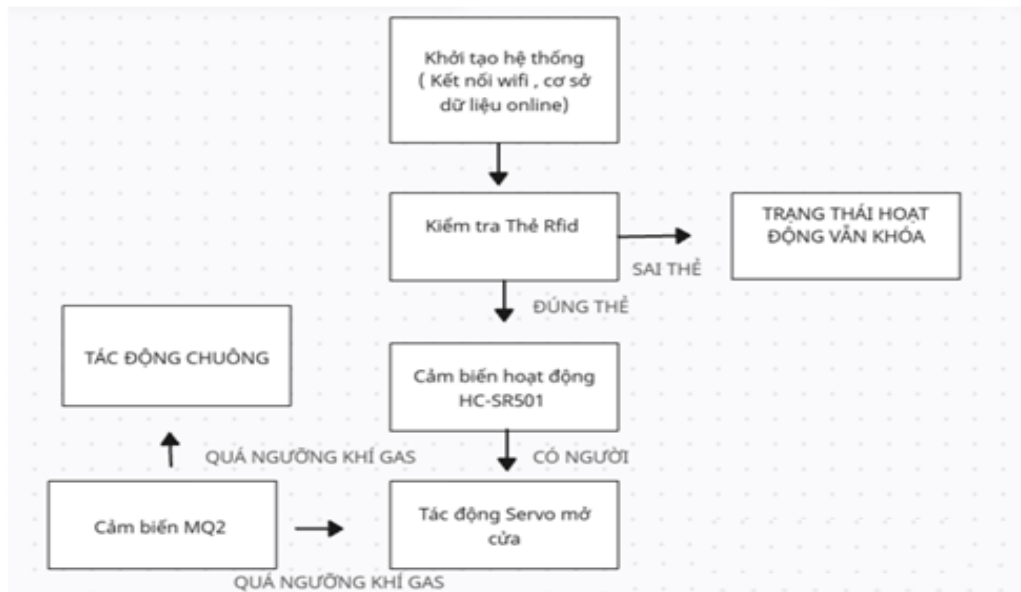 Khởi tạo hệ thống
( Kết nối wifi , cơ sở
dữ liệu online)
Kiểm tra Thẻ Rfid
TRẠNG THÁI HOẠT
ĐỘNG VẪN KHÓA
SAI THẺ
ĐÚNG THẺ
TÁC ĐỘNG CHUÔNG
Cảm biến hoạt động
HC-SR501
QUÁ NGƯỠNG KHÍ GAS
CÓ NGƯỜI
Cảm biến MQ2
Tác động Servo mở
cửa
QUÁ NGƯỠNG KHÍ GAS